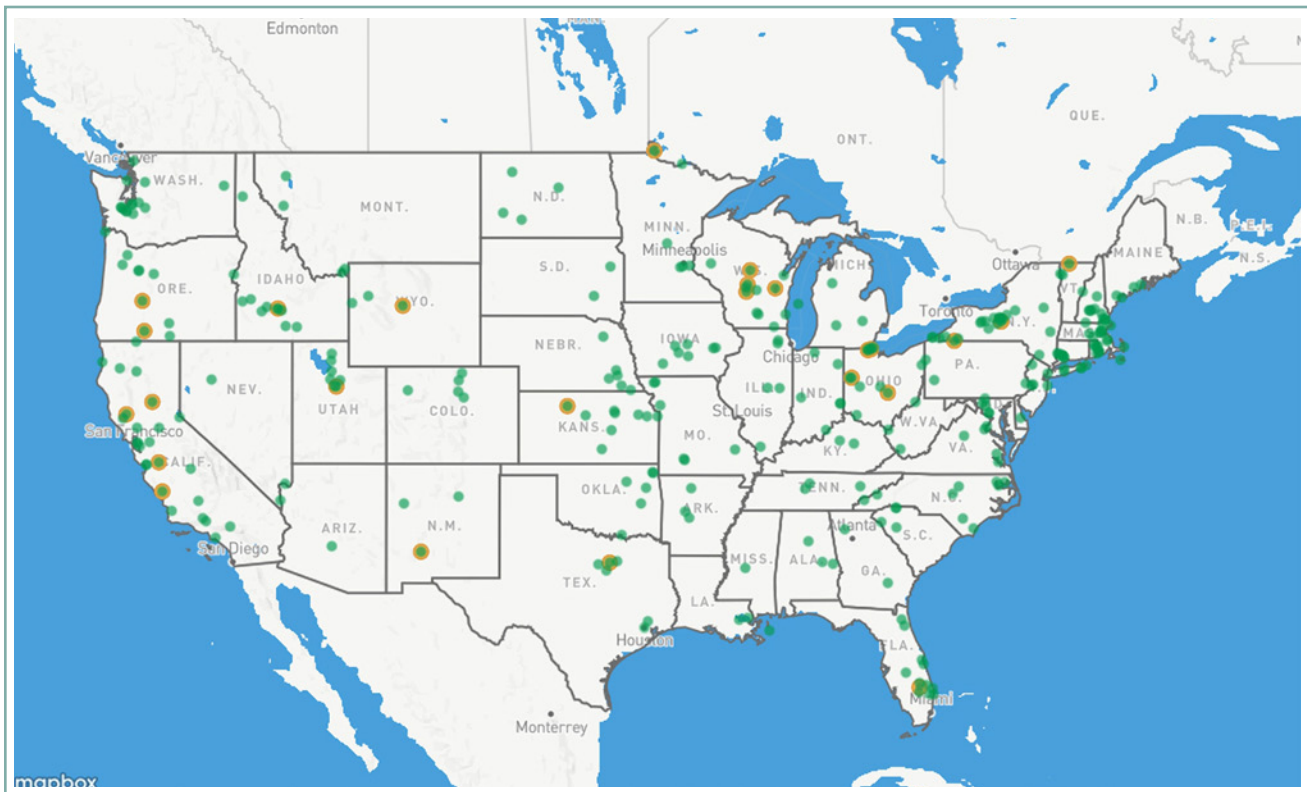 Edmonton
QUE.
ONT.
Vancouver
WASH.
MONT.
N.D.
MINN.
N.B.
P.E.I.
N.S.
Minneapolis
Ottawa
MAINE
ORE.
IDAHO
S.D.
WIS.
MICH.
VT.
WYO.
Toronto
N.Y.
MA
IOWA
NEBR.
Chicago
PA.
NEV.
UTAH
COLO.
ILL.
IND.
OHIO
St. Louis
San Francisco
KANS.
MO.
W.VA.
KY.
VA.
CALIF.
OKLA.
TENN.
N.C.
ARK.
San Diego
ARIZ.
N.M.
Atlanta
S.C.
MISS.
ALA.
GA.
TEX.
LA.
Houston
FLA.
Miami
Monterrey
mapbox